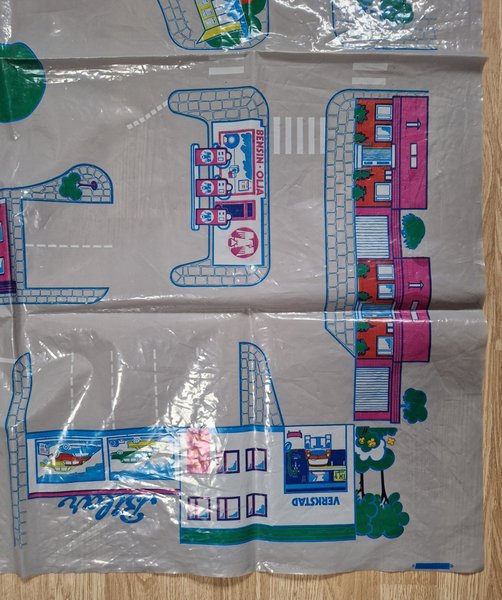 BENSIN · OLJA
Bilar
VERKSTAD